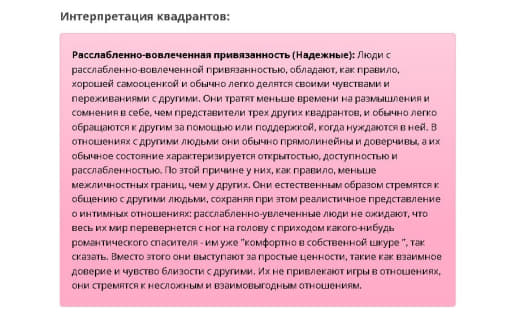 Интерпретация квадрантов:
Расслабленно-вовлеченная привязанность (Надежные): Люди с
расслабленно-вовлеченной привязанностью, обладают, как правило,
хорошей самооценкой и обычно легко делятся своими чувствами и
переживаниями с другими. Они тратят меньше времени на размышления и
сомнения в себе, чем представители трех других квадрантов, и обычно легко
обращаются к другим за помощью или поддержкой, когда нуждаются в ней. В
отношениях с другими людьми они обычно прямолинейны и доверчивы, а их
обычное состояние характеризуется открытостью, доступностью и
расслабленностью. По этой причине у них, как правило, меньше
межличностных границ, чем у других. Они естественным образом стремятся к
общению с другими людьми, сохраняя при этом реалистичное представление
о интимных отношениях: расслабленно-увлеченные люди не ожидают, что
весь их мир перевернется с ног на голову с приходом какого-нибудь
романтического спасителя - им уже "комфортно в собственной шкуре ", так
сказать. Вместо этого они выступают за простые ценности, такие как взаимное
доверие и чувство близости с другими. Их не привлекают игры в отношениях,
они стремятся к несложным и взаимовыгодным отношениям.